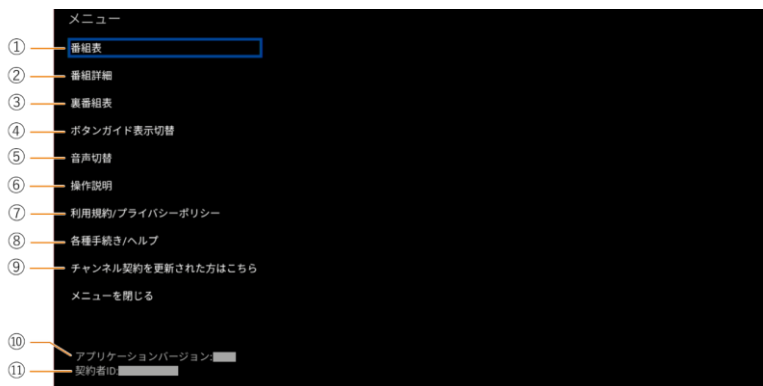 メニュー
① 番組表
② 番組詳細
③ 裏番組表
④ ボタンガイド表示切替
⑤ 音声切替
⑥ 操作説明
⑦ 利用規約/プライバシーポリシー
⑧ 各種手続き/ヘルプ
⑨ チャンネル契約を更新された方はこちら
メニューを閉じる
⑩ アプリケーションバージョン:
⑪ 契約者ID: